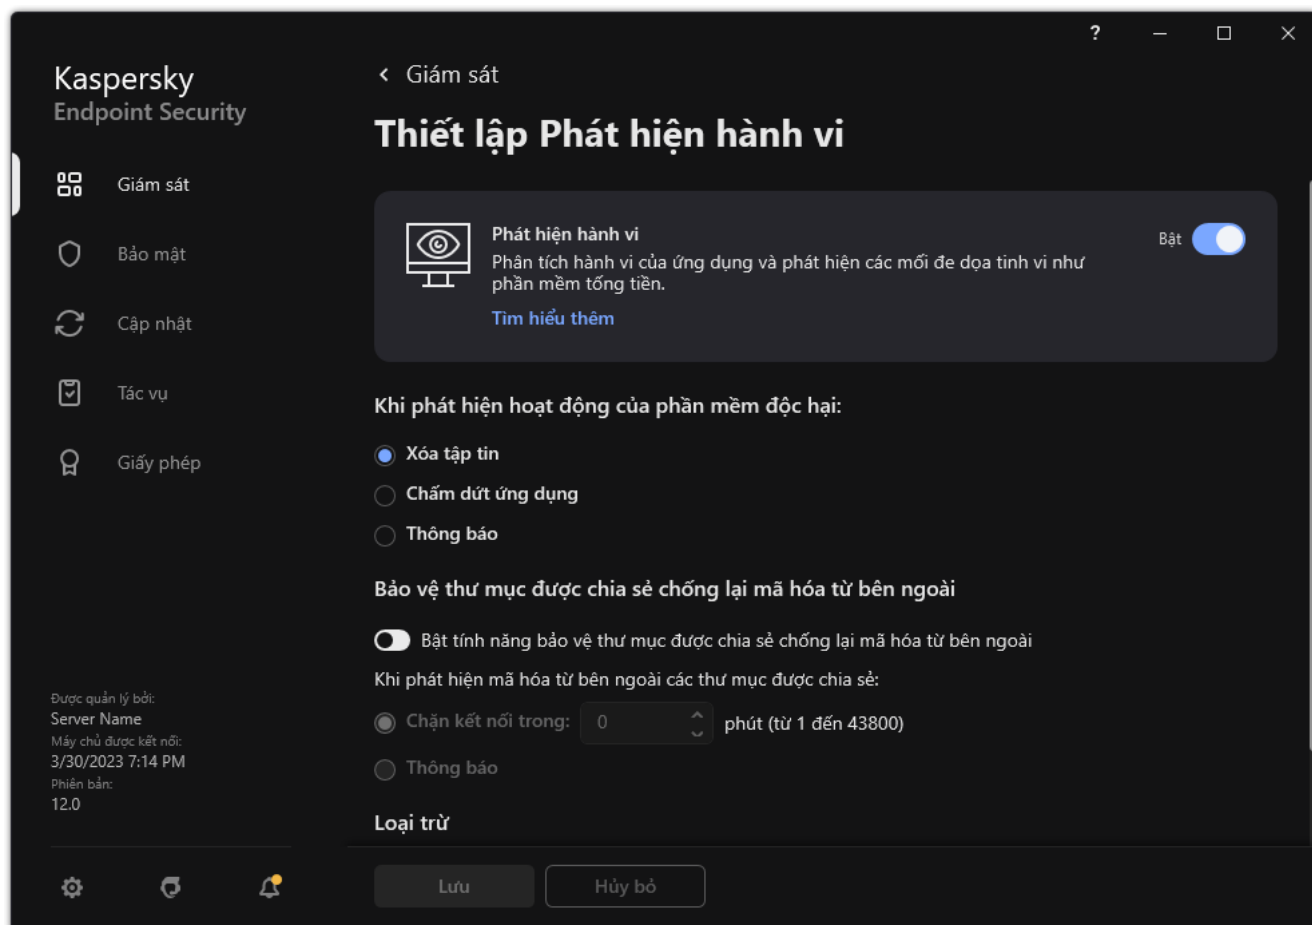 ?
Kaspersky
Endpoint Security
Giám sát
Bảo mật
Cập nhật
Tác vụ
Giấy phép
Được quản lý bởi:
Server Name
Máy chủ được kết nối:
3/30/2023 7:14 PM
Phiên bản:
12.0
Giám sát
Thiết lập Phát hiện hành vi
Phát hiện hành vi
Bật
Phân tích hành vi của ứng dụng và phát hiện các mối đe dọa tinh vi như
phần mềm tống tiền.
Tìm hiểu thêm
Khi phát hiện hoạt động của phần mềm độc hại:
Xóa tập tin
Chấm dứt ứng dụng
Thông báo
Bảo vệ thư mục được chia sẻ chống lại mã hóa từ bên ngoài
Bật tính năng bảo vệ thư mục được chia sẻ chống lại mã hóa từ bên ngoài
Khi phát hiện mã hóa từ bên ngoài các thư mục được chia sẻ:
Chặn kết nối trong: 0 phút (từ 1 đến 43800)
Thông báo
Loại trừ
Lưu
Hủy bỏ